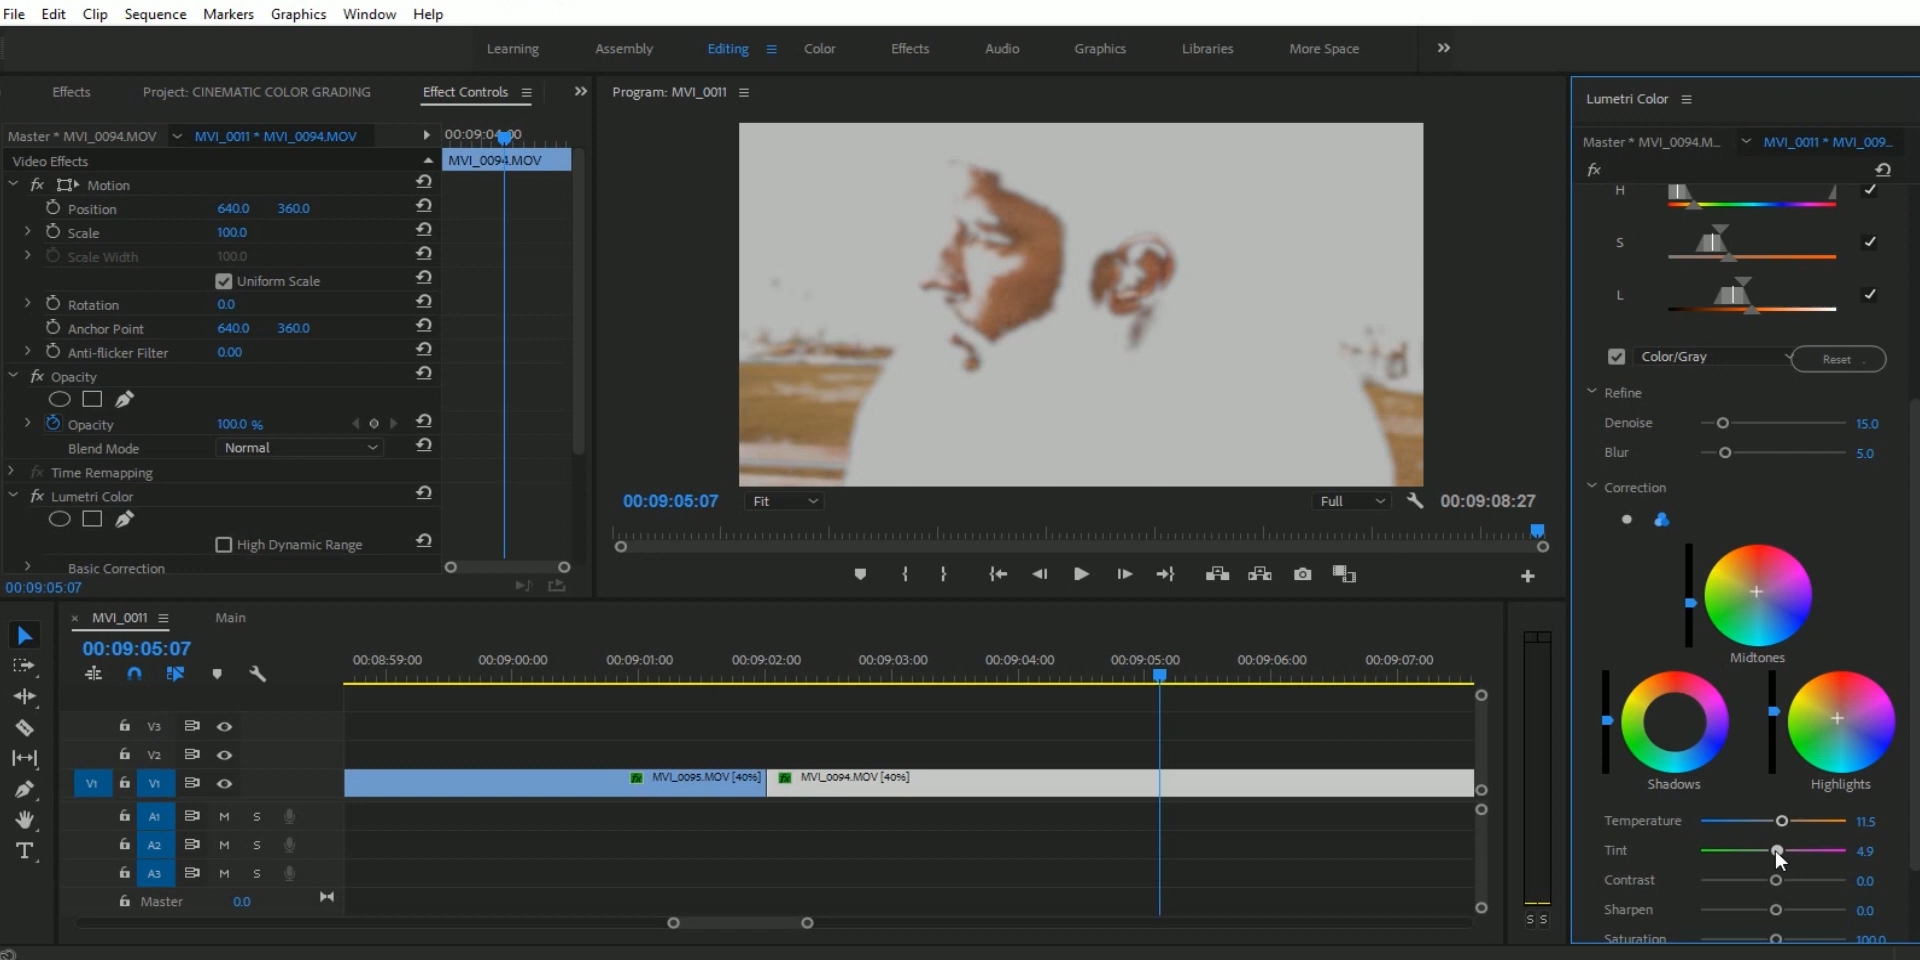 File Edit Clip Sequence Markers Graphics Window Help
Learning Assembly Editing Color Effects Audio Graphics Libraries More Space
Effects Project: CINEMATIC COLOR GRADING Effect Controls
Master * MVI_0094.MOV MVI_0011 * MVI_0094.MOV
Video Effects
fx Motion
Position 640.0 360.0
Scale 100.0
Scale Width 100.0
Uniform Scale
Rotation 0.0
Anchor Point 640.0 360.0
Anti-flicker Filter 0.00
fx Opacity
Opacity 100.0 %
Blend Mode Normal
fx Time Remapping
fx Lumetri Color
High Dynamic Range
Basic Correction
00:09:05:07
MVI_0094.MOV
Program: MVI_0011
00:09:05:07 Fit Full 00:09:08:27
Lumetri Color
Master * MVI_0094.M... MVI_0011 * MVI_009...
fx
H
S
L
Color/Gray Reset
Refine
Denoise 15.0
Blur 5.0
Correction
Midtones
Shadows Highlights
Temperature 11.5
Tint 4.9
Contrast 0.0
Sharpen 0.0
Saturation 100.0
× MVI_0011 Main
00:09:05:07
00:08:59:00 00:09:00:00 00:09:01:00 00:09:02:00 00:09:03:00 00:09:04:00 00:09:05:00 00:09:06:00 00:09:07:00
V3
V2
V1 V1 fx MVI_0095.MOV [40%] fx MVI_0094.MOV [40%]
A1 M S
A2 M S
A3 M S
Master 0.0
S S